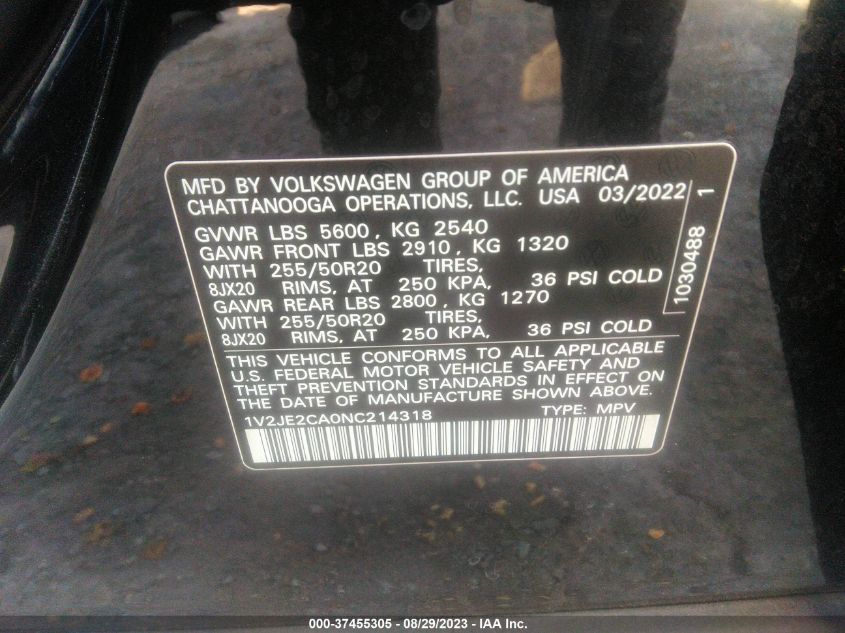 MFD BY VOLKSWAGEN GROUP OF AMERICA
CHATTANOOGA OPERATIONS, LLC. USA 03/2022
GVWR LBS 5600, KG 2540
GAWR FRONT LBS 2910, KG 1320
WITH 255/50R20 TIRES,
8JX20 RIMS, AT 250 KPA, 36 PSI COLD
GAWR REAR LBS 2800, KG 1270
WITH 255/50R20 TIRES,
8JX20 RIMS, AT 250 KPA, 36 PSI COLD
THIS VEHICLE CONFORMS TO ALL APPLICABLE
U.S. FEDERAL MOTOR VEHICLE SAFETY AND
THEFT PREVENTION STANDARDS IN EFFECT ON
THE DATE OF MANUFACTURE SHOWN ABOVE.
1V2JE2CA0NC214318 TYPE: MPV
1030488 1
000-37455305 - 08/29/2023 - IAA Inc.